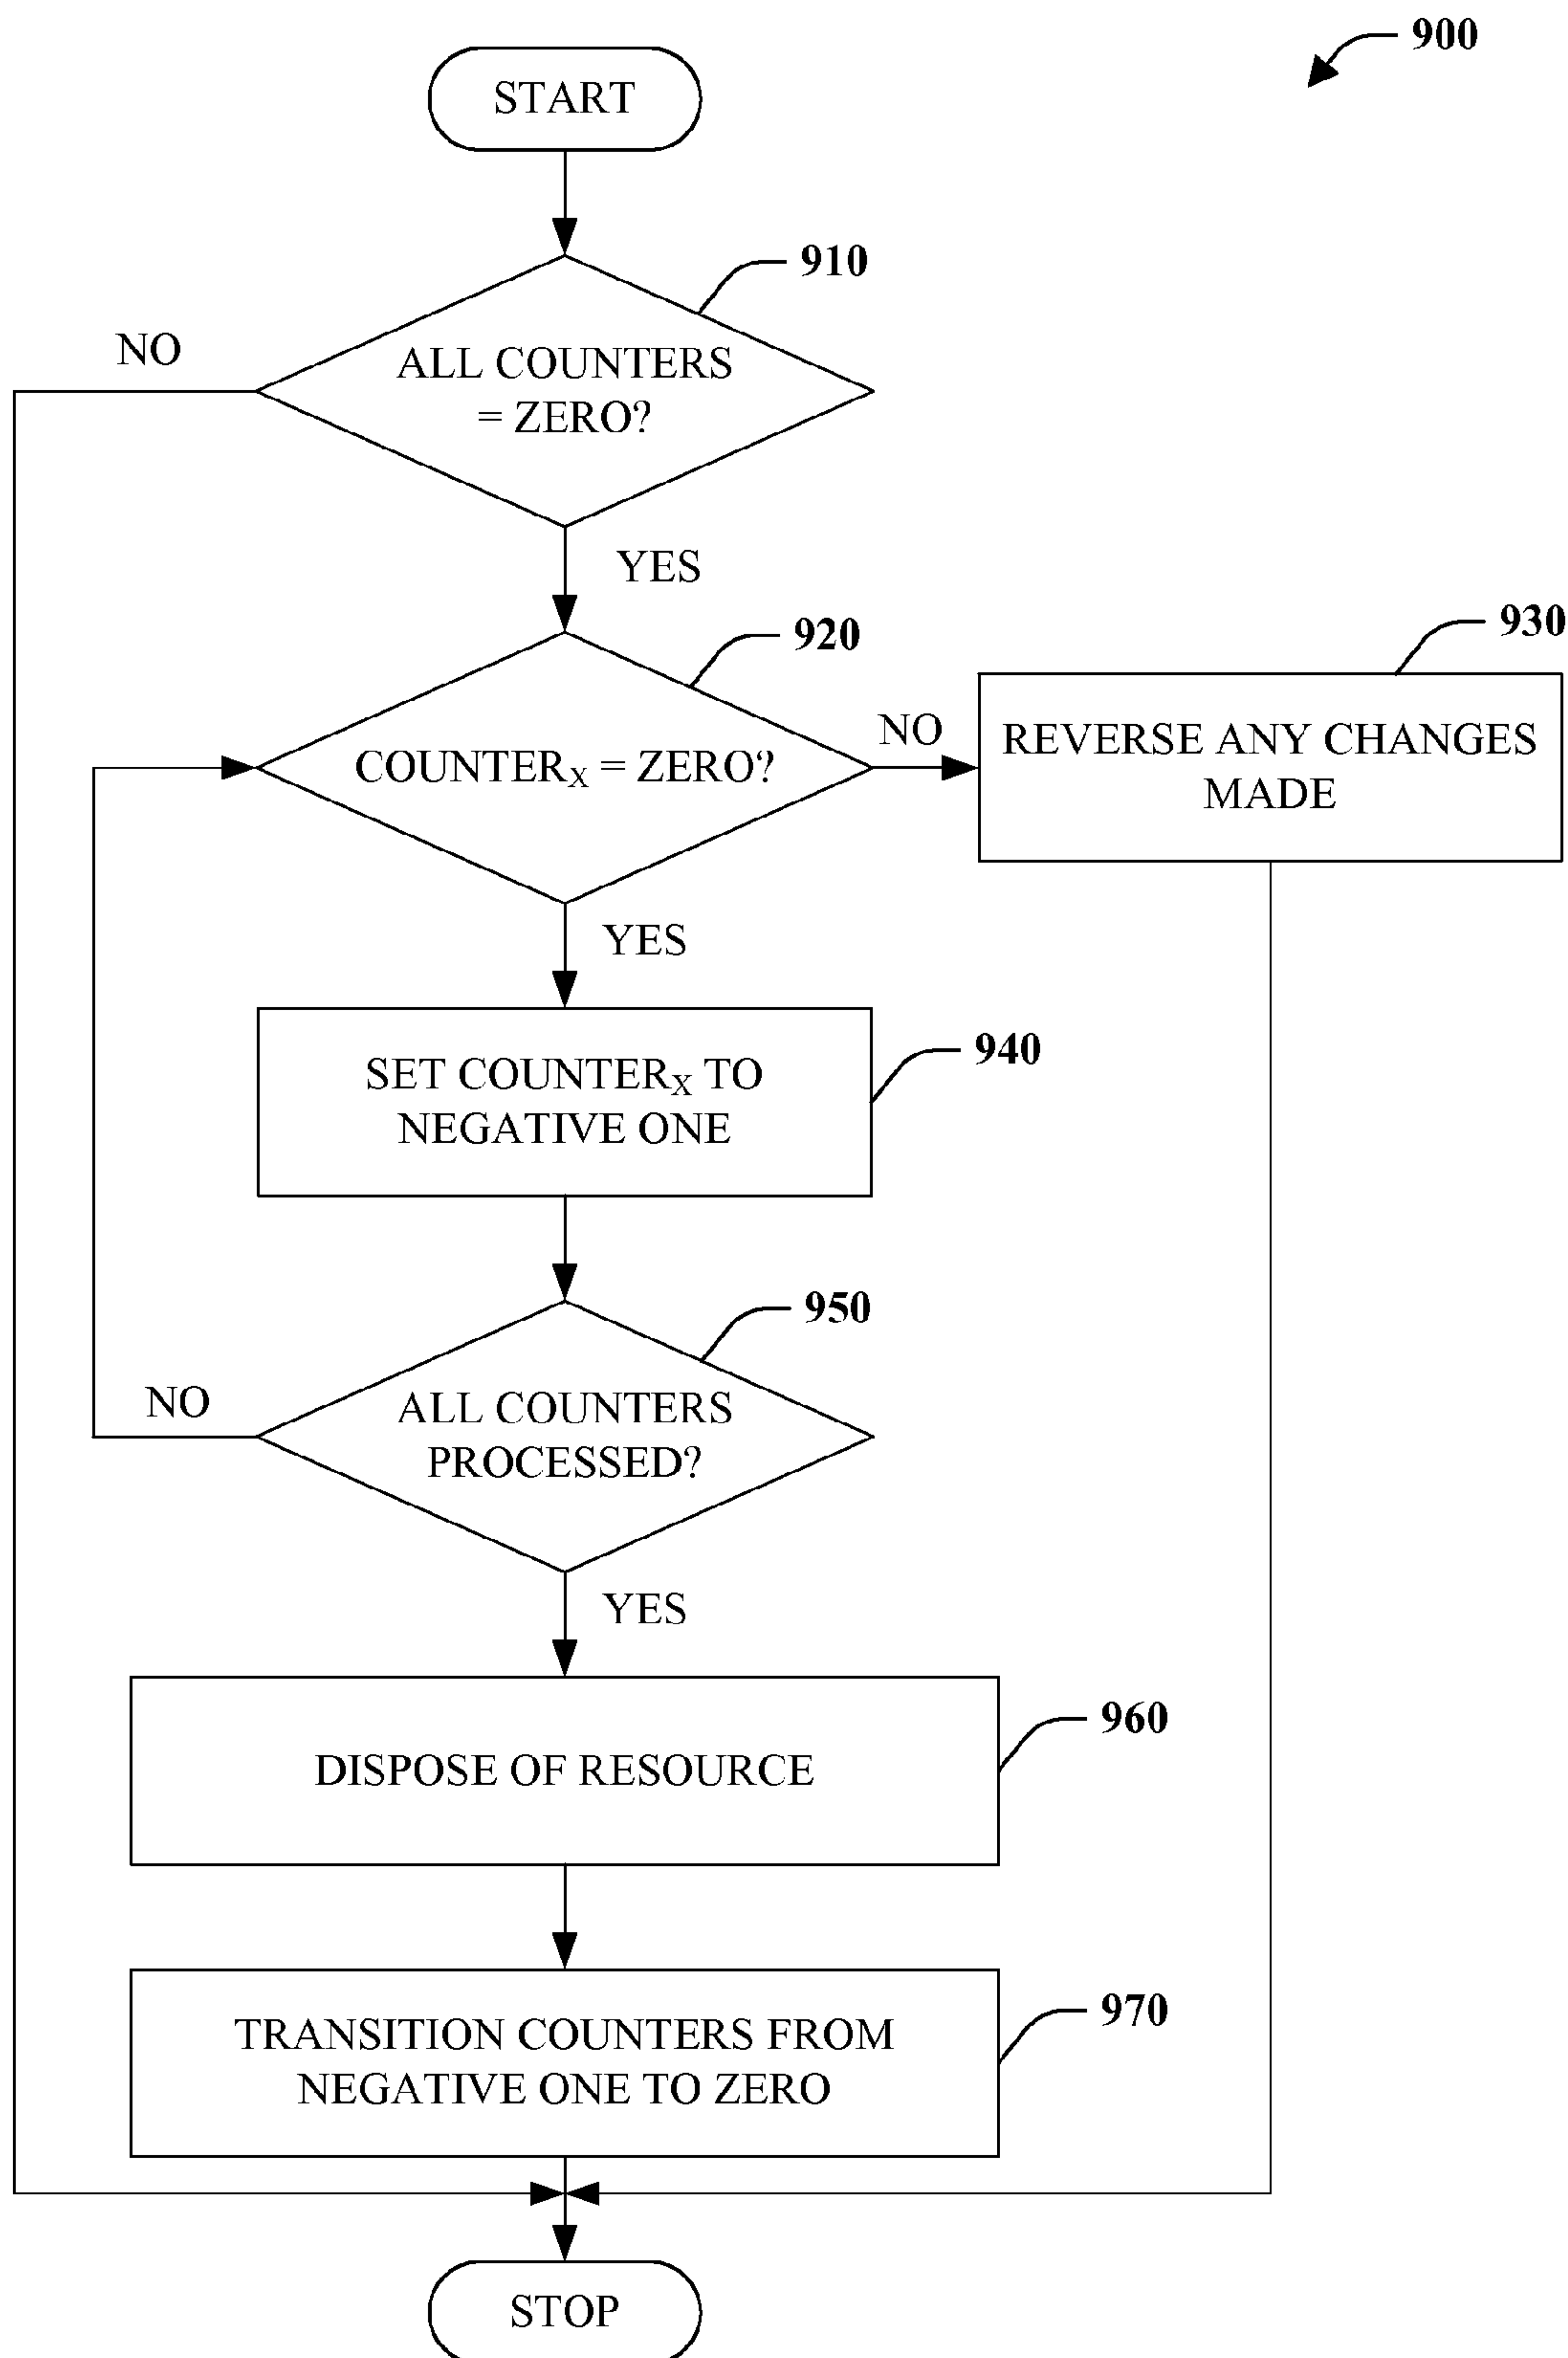 900
START
910
NO
ALL COUNTERS
= ZERO?
YES
920
930
COUNTERX = ZERO?
NO
REVERSE ANY CHANGES
MADE
YES
940
SET COUNTERX TO
NEGATIVE ONE
950
NO
ALL COUNTERS
PROCESSED?
YES
960
DISPOSE OF RESOURCE
970
TRANSITION COUNTERS FROM
NEGATIVE ONE TO ZERO
STOP